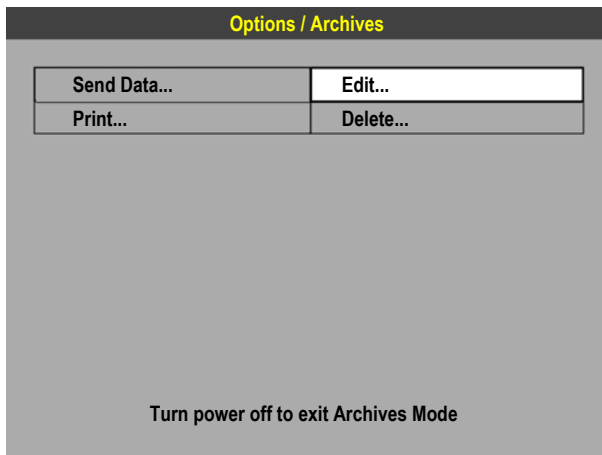 Options / Archives
Send Data... Edit...
Print... Delete...
Turn power off to exit Archives Mode